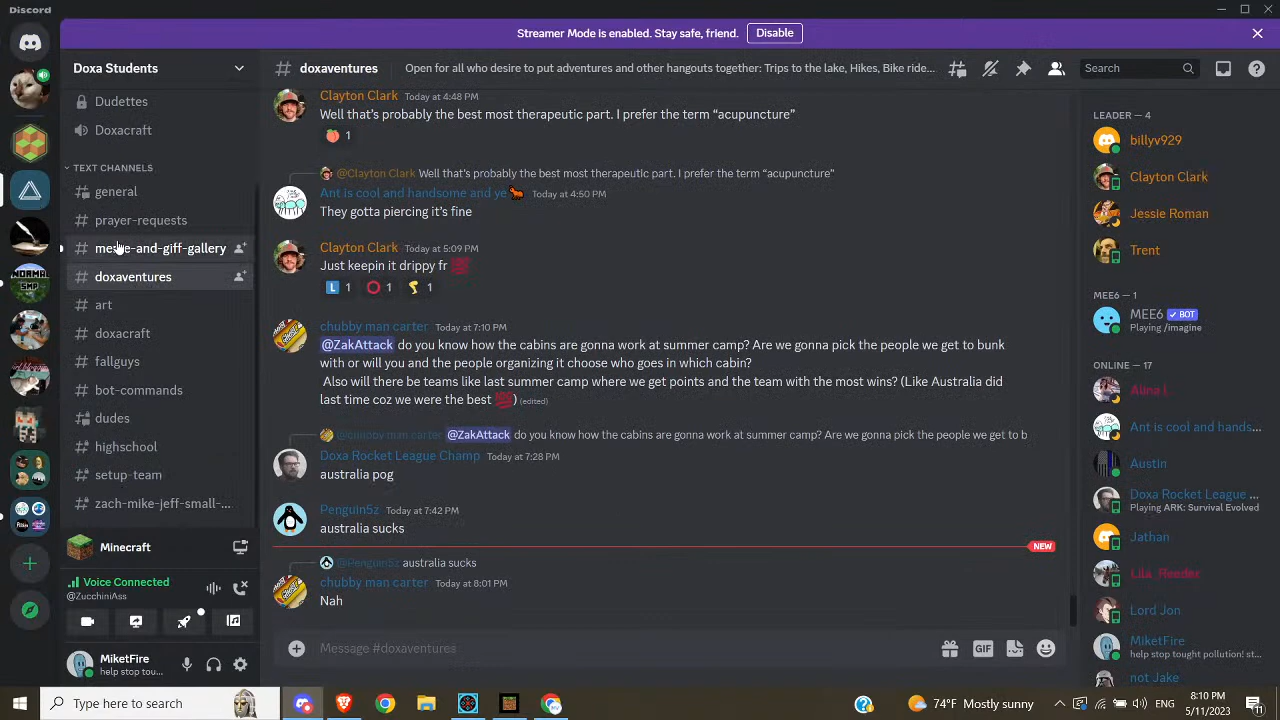 Discord
Streamer Mode is enabled. Stay safe, friend.
Disable
Doxa Students
doxaventures
Open for all who desire to put adventures and other hangouts together: Trips to the lake, Hikes, Bike ride...
Search
Dudettes
Doxacraft
TEXT CHANNELS
general
prayer-requests
meme-and-giff-gallery
doxaventures
art
doxacraft
fallguys
bot-commands
dudes
highschool
setup-team
zach-mike-jeff-small-...
Minecraft
Voice Connected
@ZucchiniAss
MiketFire
help stop tou...
Clayton Clark Today at 4:48 PM
Well that's probably the best most therapeutic part. I prefer the term “acupuncture”
1
@Clayton Clark Well that's probably the best most therapeutic part. I prefer the term “acupuncture”
Ant is cool and handsome and ye Today at 4:50 PM
They gotta piercing it's fine
Clayton Clark Today at 5:09 PM
Just keepin it drippy fr 💯
L 1 1 1
chubby man carter Today at 7:10 PM
@ZakAttack do you know how the cabins are gonna work at summer camp? Are we gonna pick the people we get to bunk
with or will you and the people organizing it choose who goes in which cabin?
Also will there be teams like last summer camp where we get points and the team with the most wins? (Like Australia did
last time coz we were the best 💯) (edited)
@chubby man carter @ZakAttack do you know how the cabins are gonna work at summer camp? Are we gonna pick the people we get to b
Doxa Rocket League Champ Today at 7:28 PM
australia pog
Penguin5z Today at 7:42 PM
australia sucks
NEW
@Penguin5z australia sucks
chubby man carter Today at 8:01 PM
Nah
Message #doxaventures
GIF
LEADER — 4
billyv929
Clayton Clark
Jessie Roman
Trent
MEE6 — 1
MEE6 ✓ BOT
Playing /imagine
ONLINE — 17
Alina L
Ant is cool and hands...
Austin
Doxa Rocket League ...
Playing ARK: Survival Evolved
Jathan
Lila_Reeder
Lord Jon
MiketFire
help stop tought pollution! st...
not Jake
Type here to search
74°F Mostly sunny
8:10 PM
5/11/2023